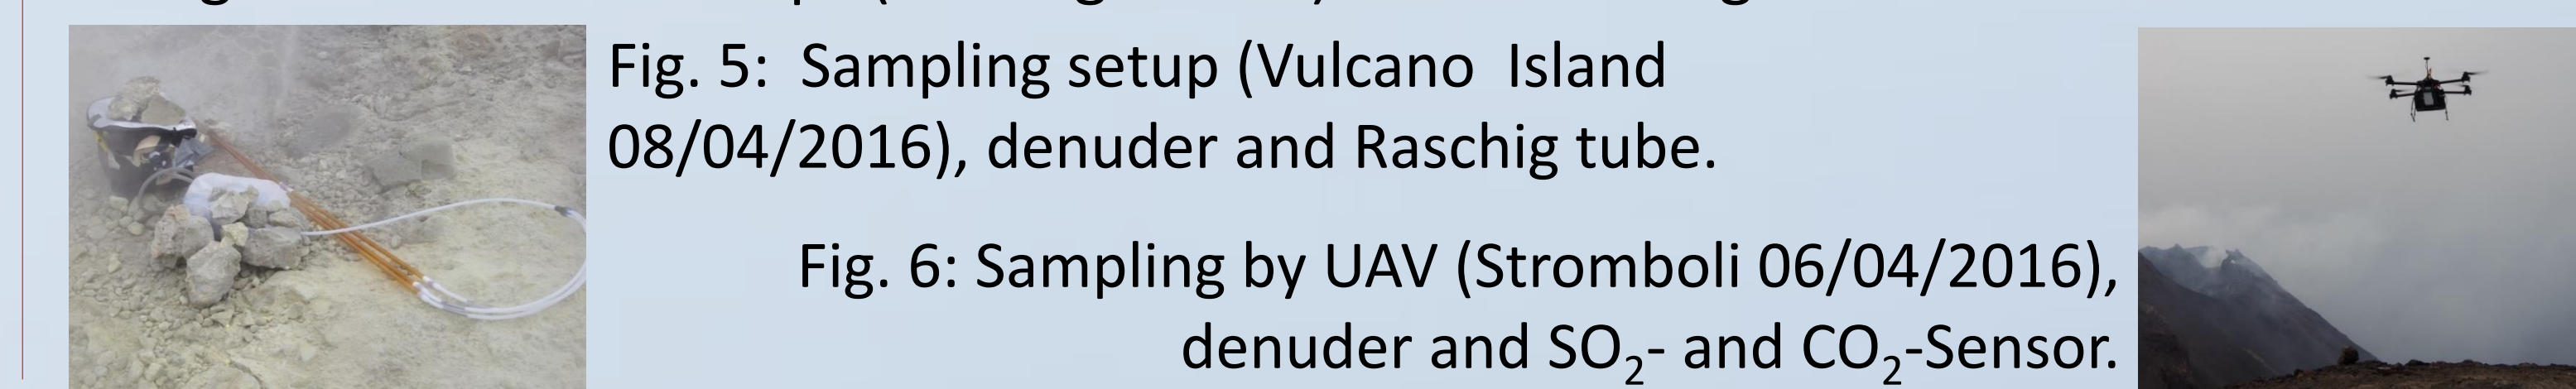 Fig. 5:  Sampling setup (Vulcano  Island
08/04/2016), denuder and Raschig tube.
Fig. 6: Sampling by UAV (Stromboli 06/04/2016),
denuder and SO₂- and CO₂-Sensor.